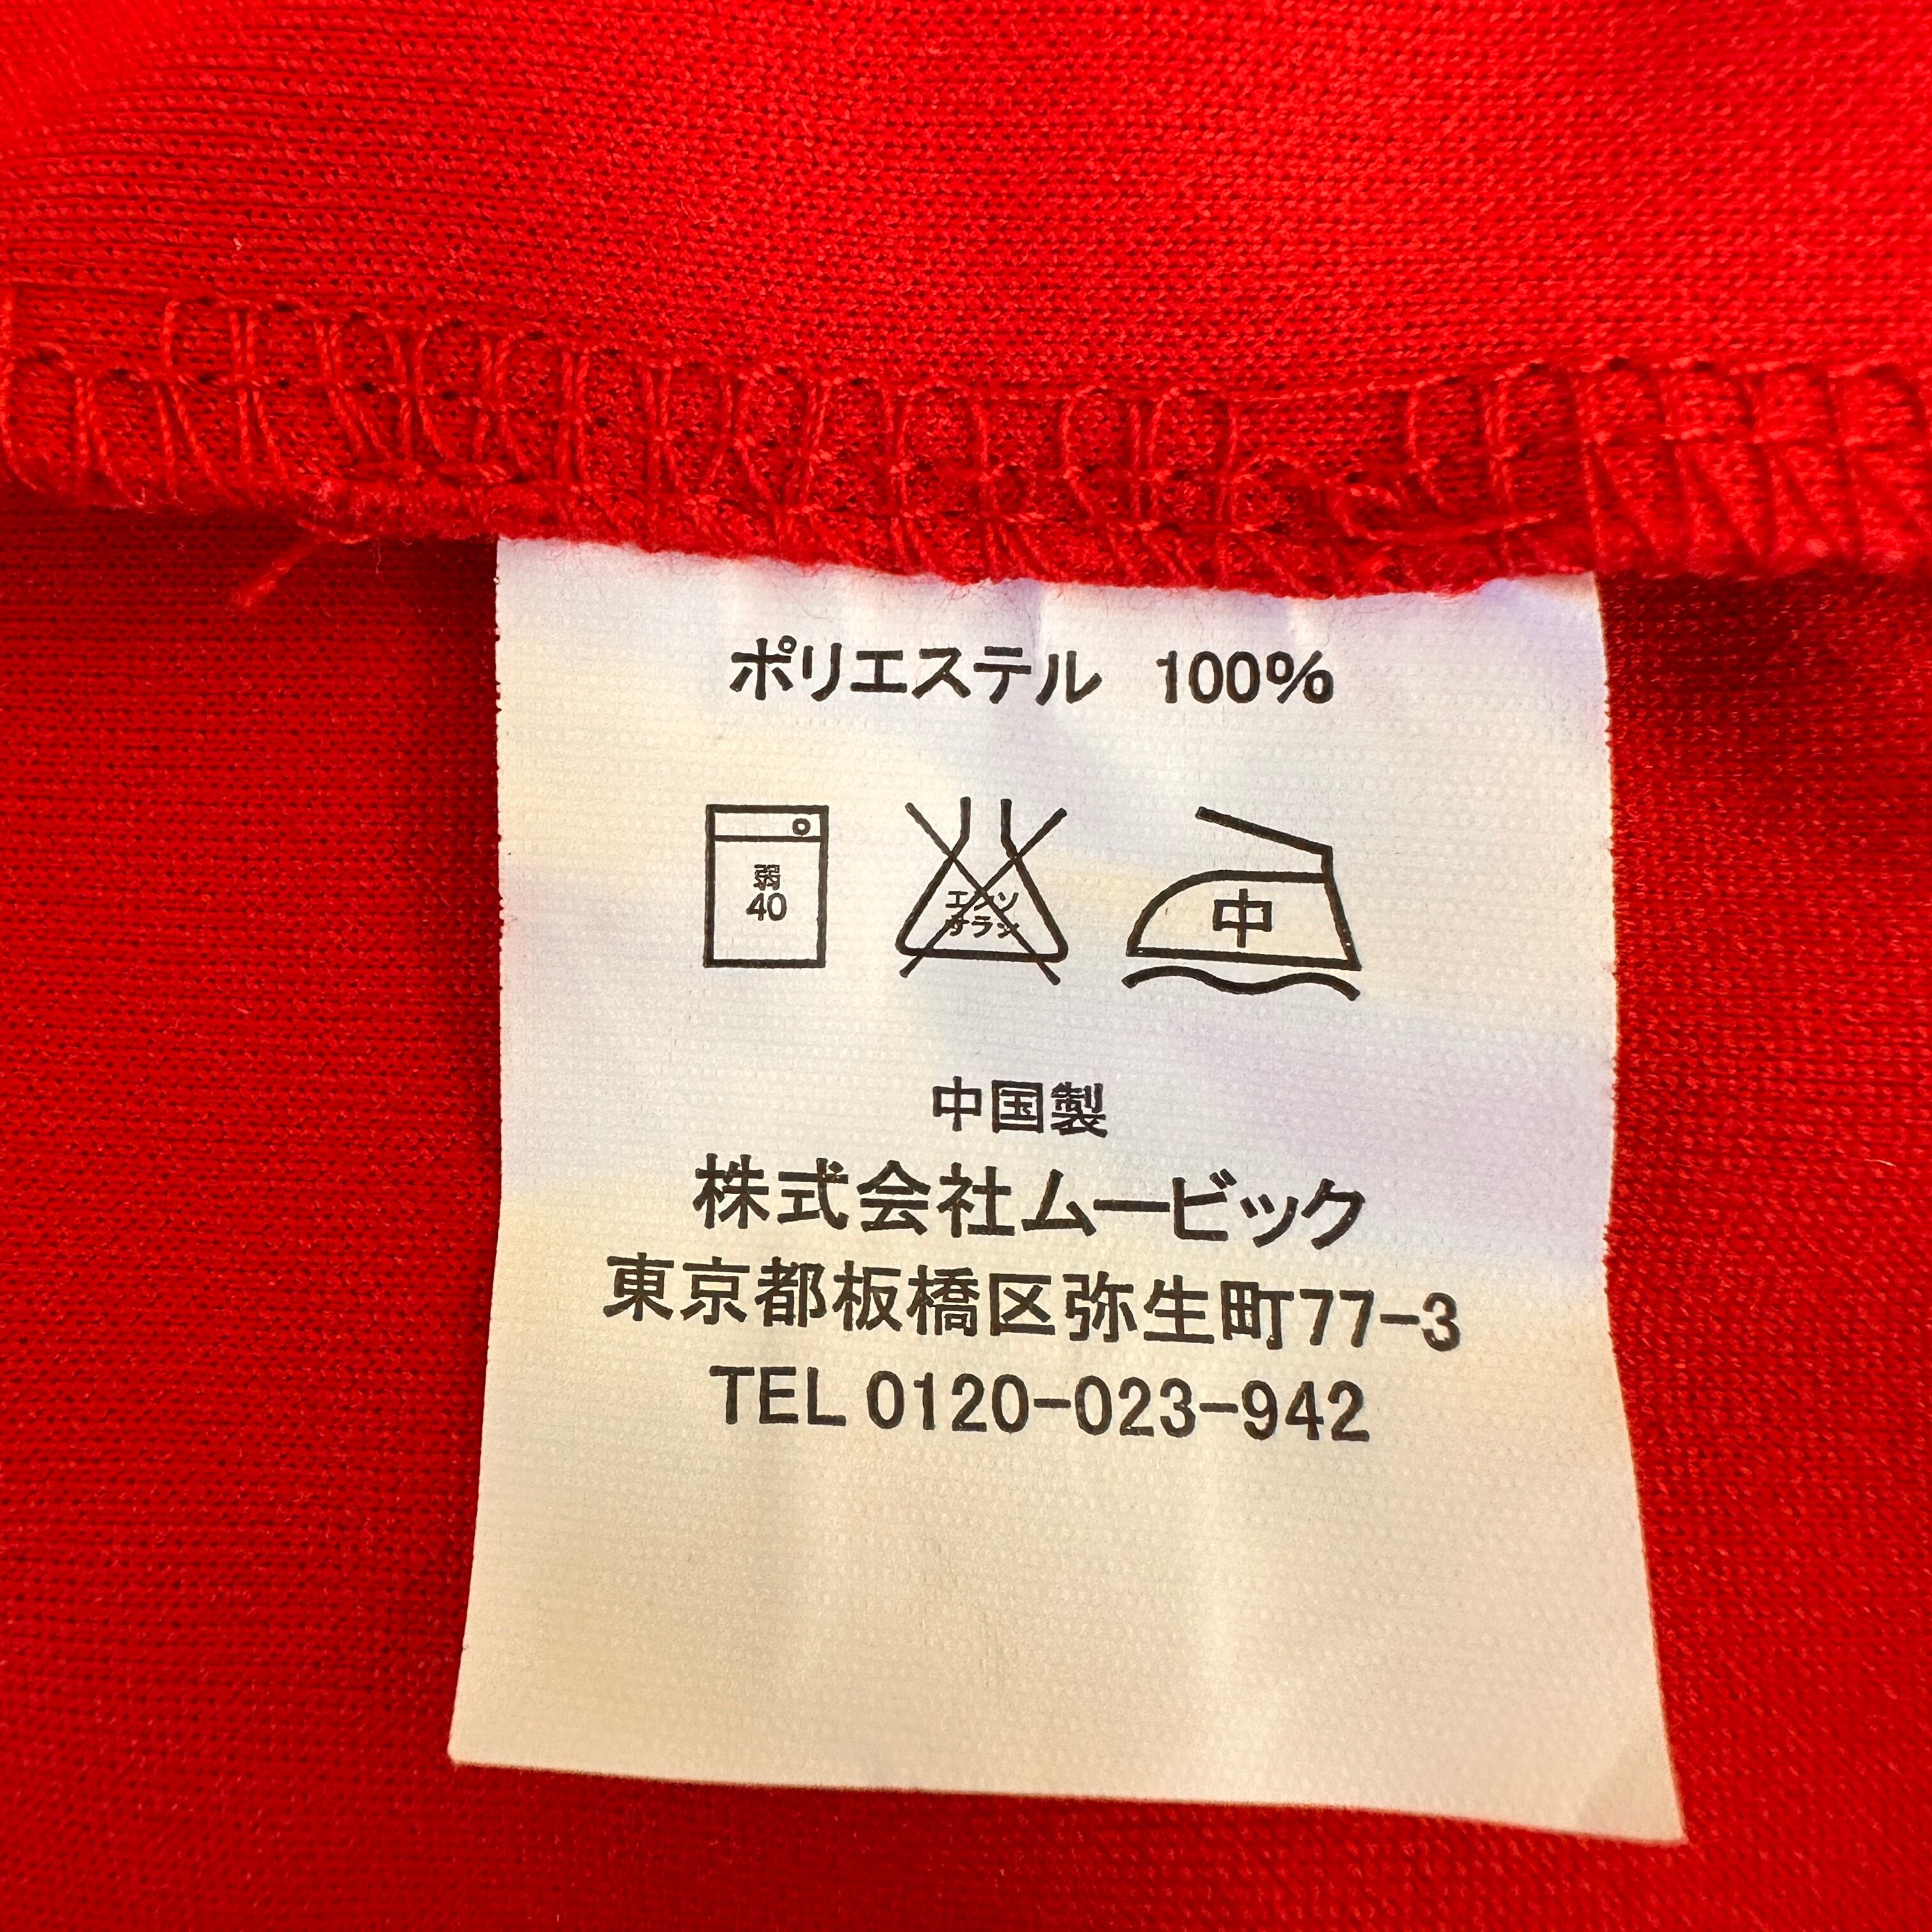 ポリエステル 100%
弱
40
エンソ
サラシ
中
中国製
株式会社ムービック
東京都板橋区弥生町77-3
TEL 0120-023-942